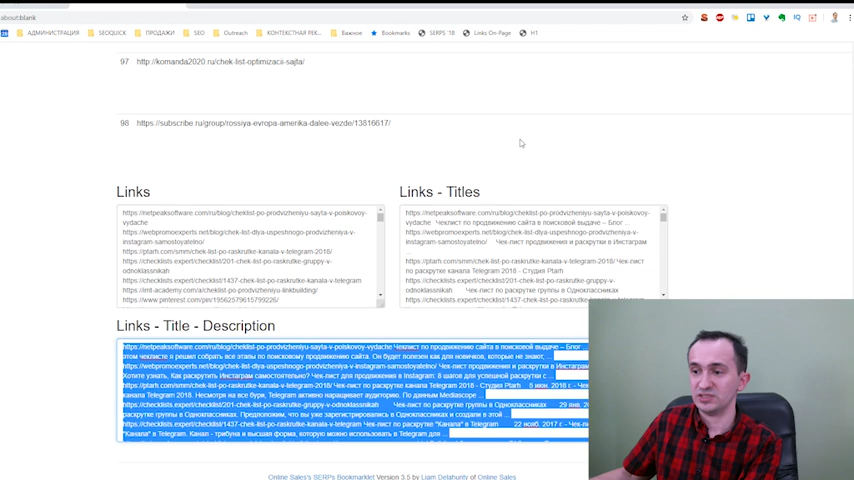 about:blank
АДМИНИСТРАЦИЯ SEOQUICK ПРОДАЖИ SEO Outreach КОНТЕКСТНАЯ РЕК... Важное Bookmarks SERPS '18 Links On-Page H1
97 http://komanda2020.ru/chek-list-optimizacii-sajta/
98 https://subscribe.ru/group/rossiya-evropa-amerika-dalee-vezde/13816617/
Links
https://netpeaksoftware.com/ru/blog/cheklist-po-prodvizheniyu-sayta-v-poiskovoy-
vydache
https://webpromoexperts.net/blog/chek-list-dlya-uspeshnogo-prodvizheniya-v-
instagram-samostoyatelno/
https://ptarh.com/smm/chek-list-po-raskrutke-kanala-v-telegram-2018/
https://checklists.expert/checklist/201-chek-list-po-raskrutke-gruppy-v-
odnoklassnikah
https://checklists.expert/checklist/1437-chek-list-po-raskrutke-kanala-v-telegram
https://lmt-academy.com/a/checklist-po-prodvizheniyu-linkbuilding/
https://www.pinterest.com/pin/19562579615799226/
Links - Titles
https://netpeaksoftware.com/ru/blog/cheklist-po-prodvizheniyu-sayta-v-poiskovoy-
vydache Чеклист по продвижению сайта в поисковой выдаче – Блог ...
https://webpromoexperts.net/blog/chek-list-dlya-uspeshnogo-prodvizheniya-v-
instagram-samostoyatelno/ Чек-лист продвижения и раскрутки в Инстаграм
...
https://ptarh.com/smm/chek-list-po-raskrutke-kanala-v-telegram-2018/ Чек-лист
по раскрутке канала Telegram 2018 - Студия Ptarh
https://checklists.expert/checklist/201-chek-list-po-raskrutke-gruppy-v-
odnoklassnikah Чек-лист по раскрутке группы в Одноклассниках
https://checklists.expert/checklist/1437-chek-list-po-raskrutke-kanala-v-telegram
Links - Title - Description
https://netpeaksoftware.com/ru/blog/cheklist-po-prodvizheniyu-sayta-v-poiskovoy-vydache Чеклист по продвижению сайта в поисковой выдаче – Блог ...
этом чеклисте я решил собрать все этапы по поисковому продвижению сайта. Он будет полезен как для новичков, которые не знают, ...
https://webpromoexperts.net/blog/chek-list-dlya-uspeshnogo-prodvizheniya-v-instagram-samostoyatelno/ Чек-лист продвижения и раскрутки в Инстаграм
Хотите узнать, Как раскрутить Инстаграм самостоятельно? Чек-лист для продвижения в Instagram: 8 шагов для успешной раскрутки с ...
https://ptarh.com/smm/chek-list-po-raskrutke-kanala-v-telegram-2018/ Чек-лист по раскрутке канала Telegram 2018 - Студия Ptarh 5 июн. 2018 г. - Чек-
канала Telegram 2018. Несмотря на все бури, Telegram активно наращивает аудиторию. По данным Mediascope ...
https://checklists.expert/checklist/201-chek-list-po-raskrutke-gruppy-v-odnoklassnikah Чек-лист по раскрутке группы в Одноклассниках 29 янв.
раскрутке группы в Одноклассниках. Предположим, что вы уже зарегистрировались в Одноклассниках и создали в этой ...
https://checklists.expert/checklist/1437-chek-list-po-raskrutke-kanala-v-telegram Чек-лист по раскрутке "Канала" в Telegram 22 нояб. 2017 г. - Чек-ли
"Канала" в Telegram. Канал - трибуна и высшая форма, которую можно использовать в Telegram для ...
Online Sales's SERPs Bookmarklet Version 3.5 by Liam Delahunty of Online Sales